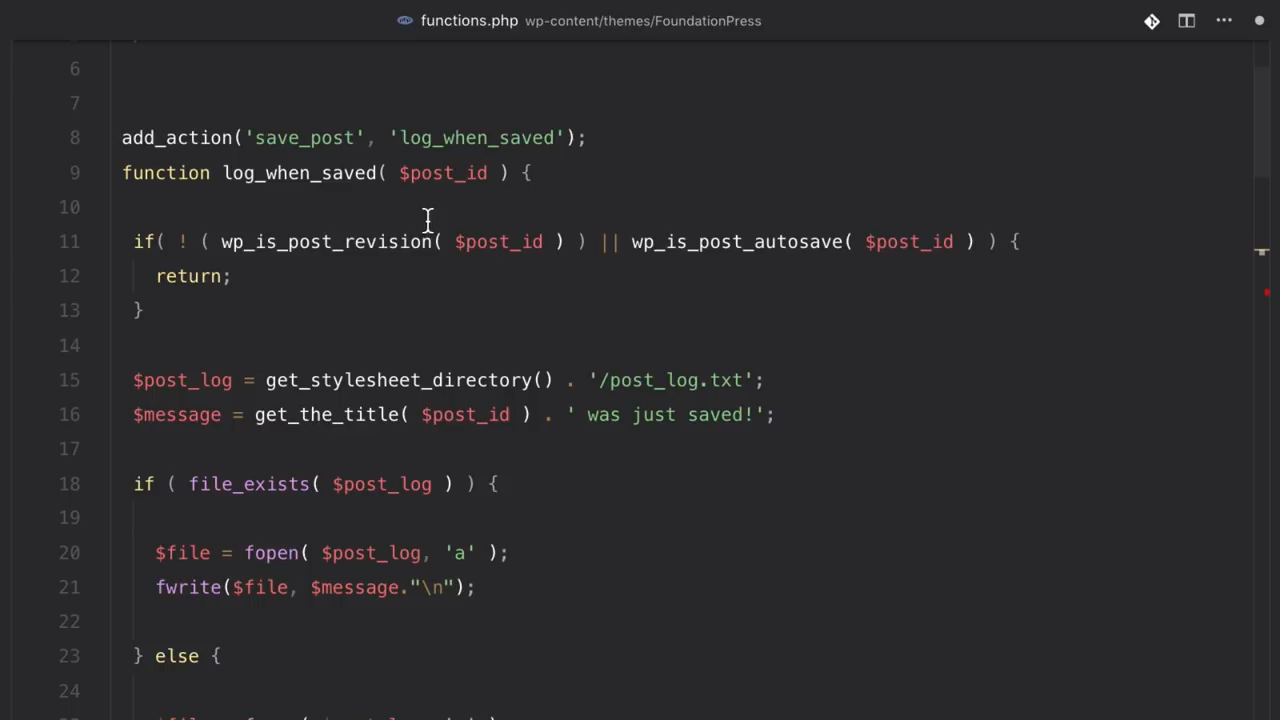 functions.php wp-content/themes/FoundationPress
6
7
8 add_action('save_post', 'log_when_saved');
9 function log_when_saved( $post_id ) {
10
11 if( ! ( wp_is_post_revision( $post_id ) ) || wp_is_post_autosave( $post_id ) ) {
12 return;
13 }
14
15 $post_log = get_stylesheet_directory() . '/post_log.txt';
16 $message = get_the_title( $post_id ) . ' was just saved!';
17
18 if ( file_exists( $post_log ) ) {
19
20 $file = fopen( $post_log, 'a' );
21 fwrite($file, $message."\n");
22
23 } else {
24